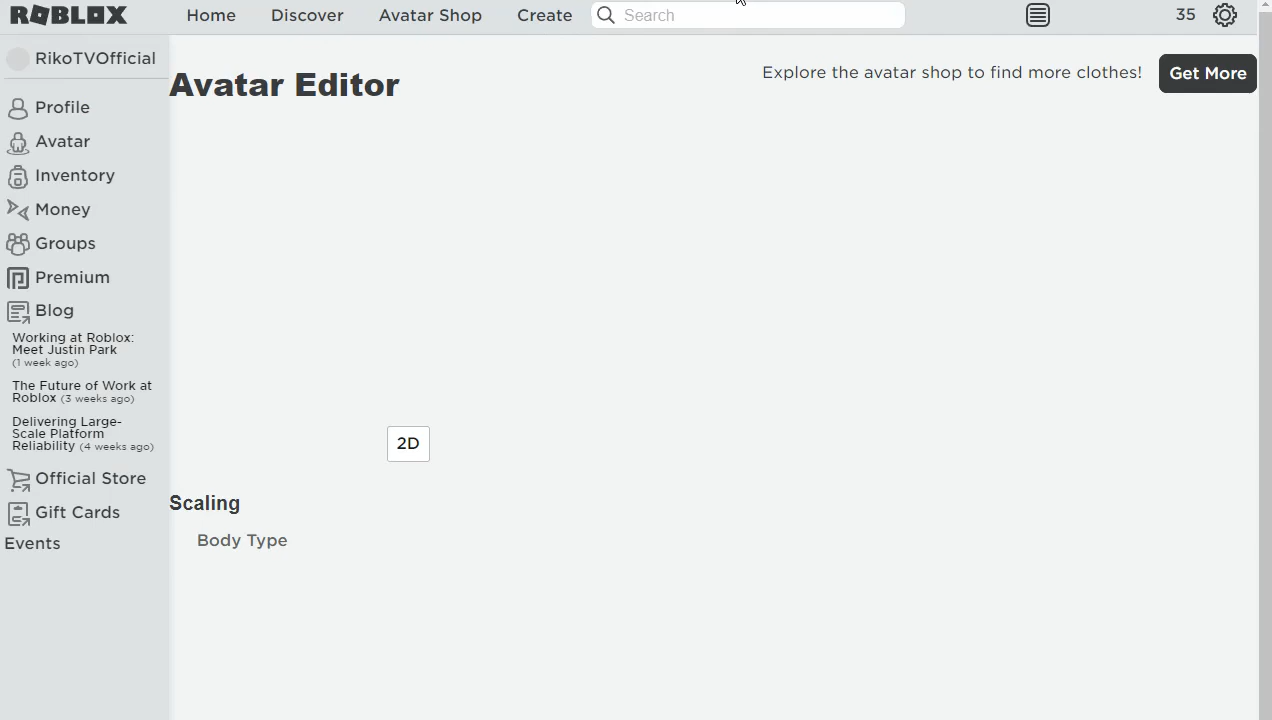 ROBLOX
Home
Discover
Avatar Shop
Create
Search
35
RikoTVOfficial
Profile
Avatar
Inventory
Money
Groups
Premium
Blog
Working at Roblox:
Meet Justin Park
(1 week ago)
The Future of Work at
Roblox (3 weeks ago)
Delivering Large-
Scale Platform
Reliability (4 weeks ago)
Official Store
Gift Cards
Events
Avatar Editor
Explore the avatar shop to find more clothes!
Get More
2D
Scaling
Body Type